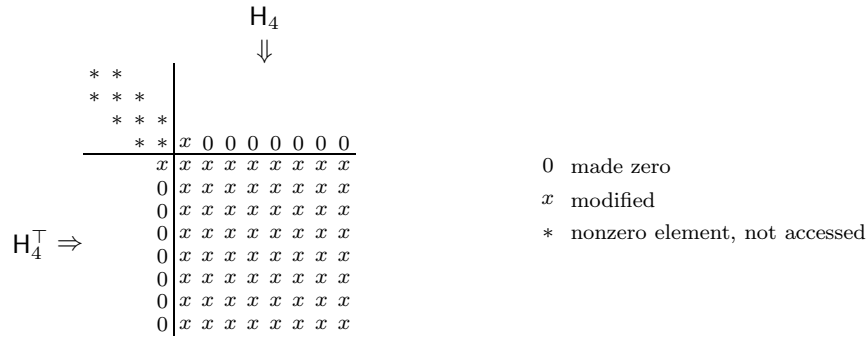 H₄
⇓
* *
* * *
* * *
* * x 0 0 0 0 0 0 0
x x x x x x x x x
0 x x x x x x x x 0 made zero
0 x x x x x x x x x modified
0 x x x x x x x x
H₄^⊤ ⇒ 0 x x x x x x x x * nonzero element, not accessed
0 x x x x x x x x
0 x x x x x x x x
0 x x x x x x x x